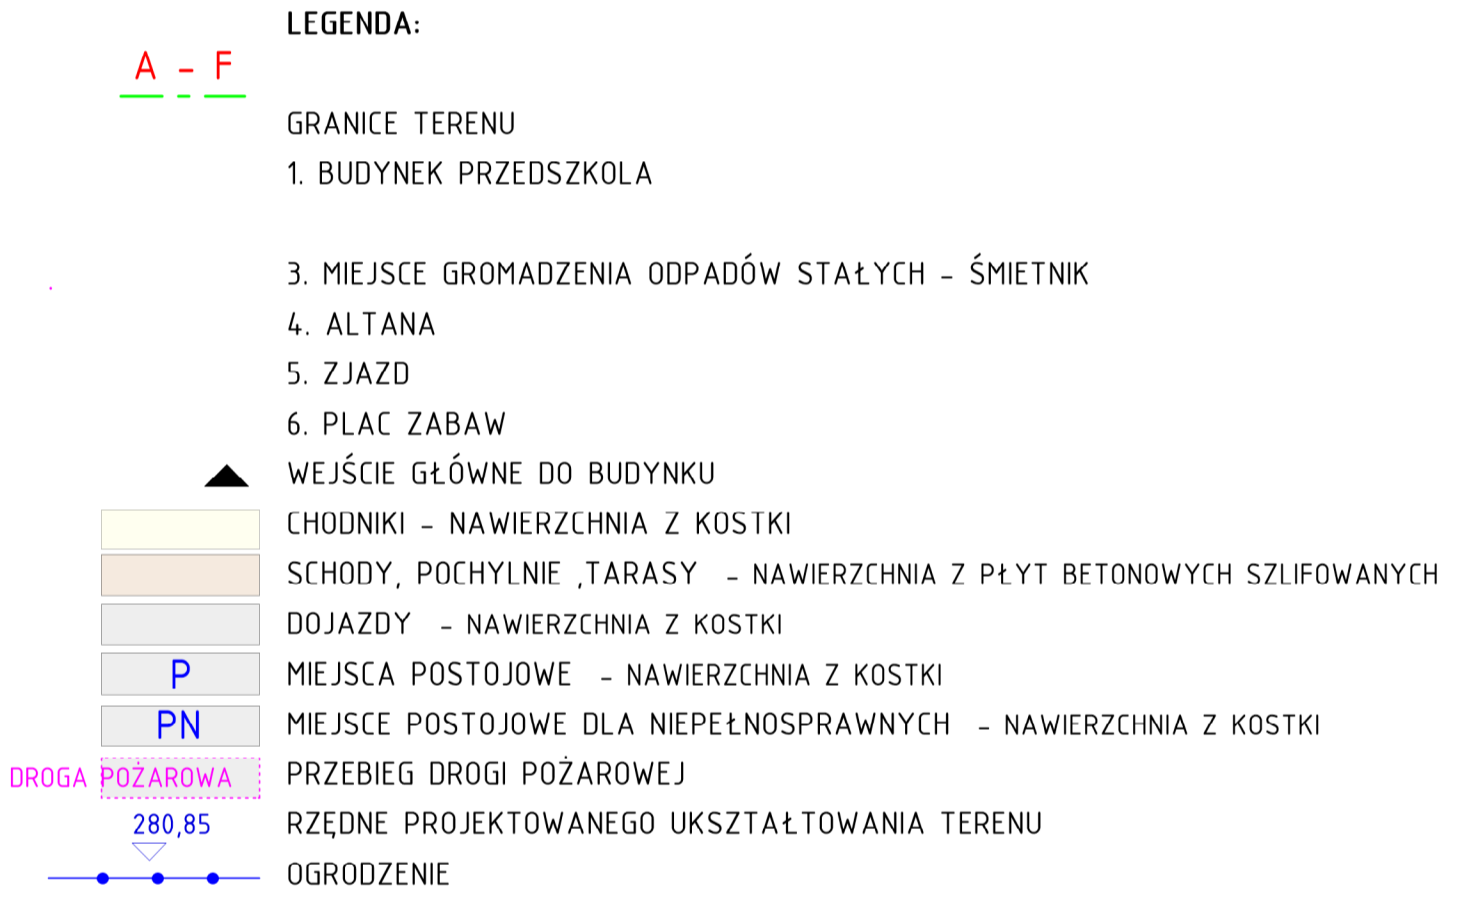 LEGENDA:
A - F
GRANICE TERENU
1. BUDYNEK PRZEDSZKOLA
3. MIEJSCE GROMADZENIA ODPADÓW STAŁYCH - ŚMIETNIK
4. ALTANA
5. ZJAZD
6. PLAC ZABAW
WEJŚCIE GŁÓWNE DO BUDYNKU
CHODNIKI - NAWIERZCHNIA Z KOSTKI
SCHODY, POCHYLNIE ,TARASY - NAWIERZCHNIA Z PŁYT BETONOWYCH SZLIFOWANYCH
DOJAZDY - NAWIERZCHNIA Z KOSTKI
P MIEJSCA POSTOJOWE - NAWIERZCHNIA Z KOSTKI
PN MIEJSCE POSTOJOWE DLA NIEPEŁNOSPRAWNYCH - NAWIERZCHNIA Z KOSTKI
DROGA POŻAROWA PRZEBIEG DROGI POŻAROWEJ
280,85 RZĘDNE PROJEKTOWANEGO UKSZTAŁTOWANIA TERENU
OGRODZENIE